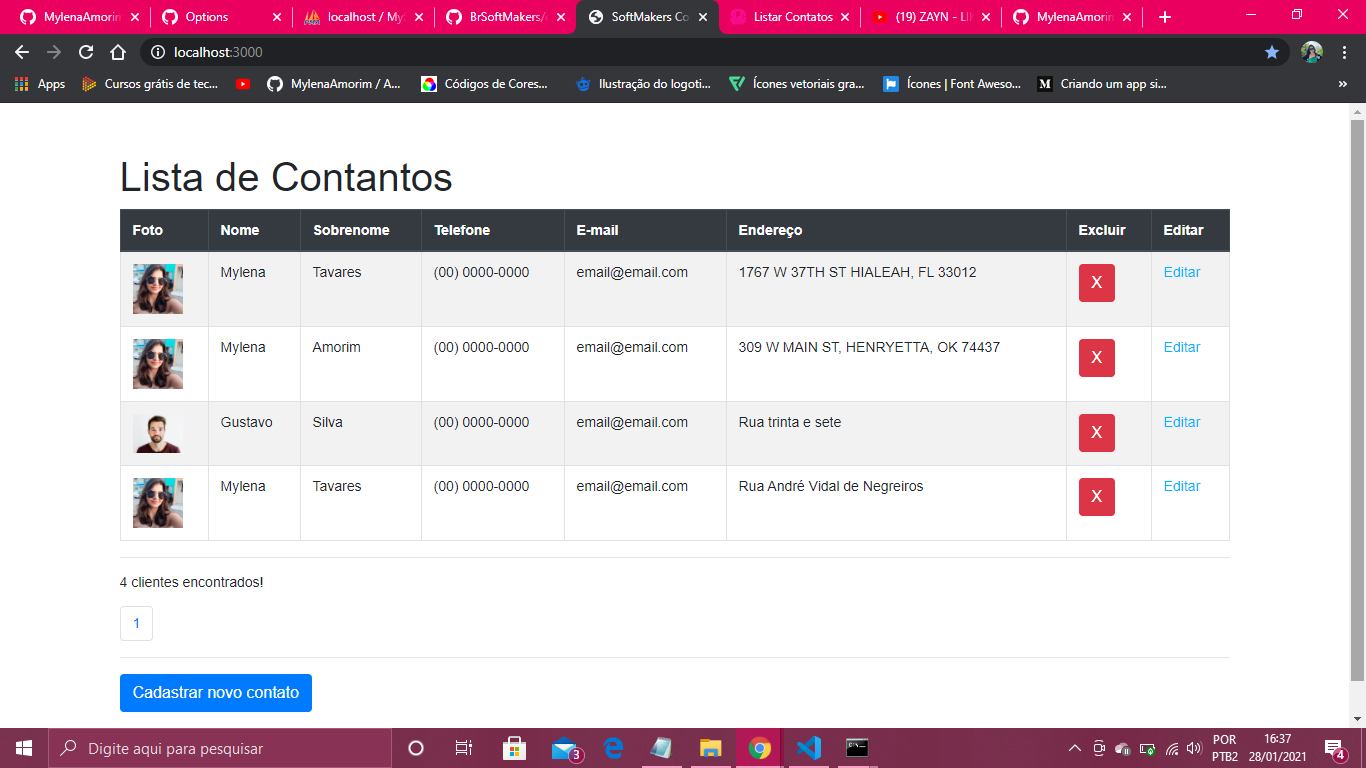 MylenaAmorin
Options
localhost / My
BrSoftMakers/
SoftMakers Co
Listar Contatos
(19) ZAYN - LI
MylenaAmorin
localhost:3000
Apps
Cursos grátis de tec...
MylenaAmorim / A...
Códigos de Cores...
Ilustração do logoti...
Ícones vetoriais gra...
Ícones | Font Aweso...
M
Criando um app si...
»
Lista de Contantos
Foto Nome Sobrenome Telefone E-mail Endereço Excluir Editar
Mylena Tavares (00) 0000-0000 email@email.com 1767 W 37TH ST HIALEAH, FL 33012 X Editar
Mylena Amorim (00) 0000-0000 email@email.com 309 W MAIN ST, HENRYETTA, OK 74437 X Editar
Gustavo Silva (00) 0000-0000 email@email.com Rua trinta e sete X Editar
Mylena Tavares (00) 0000-0000 email@email.com Rua André Vidal de Negreiros X Editar
4 clientes encontrados!
1
Cadastrar novo contato
Digite aqui para pesquisar
3
POR
PTB2
16:37
28/01/2021
4